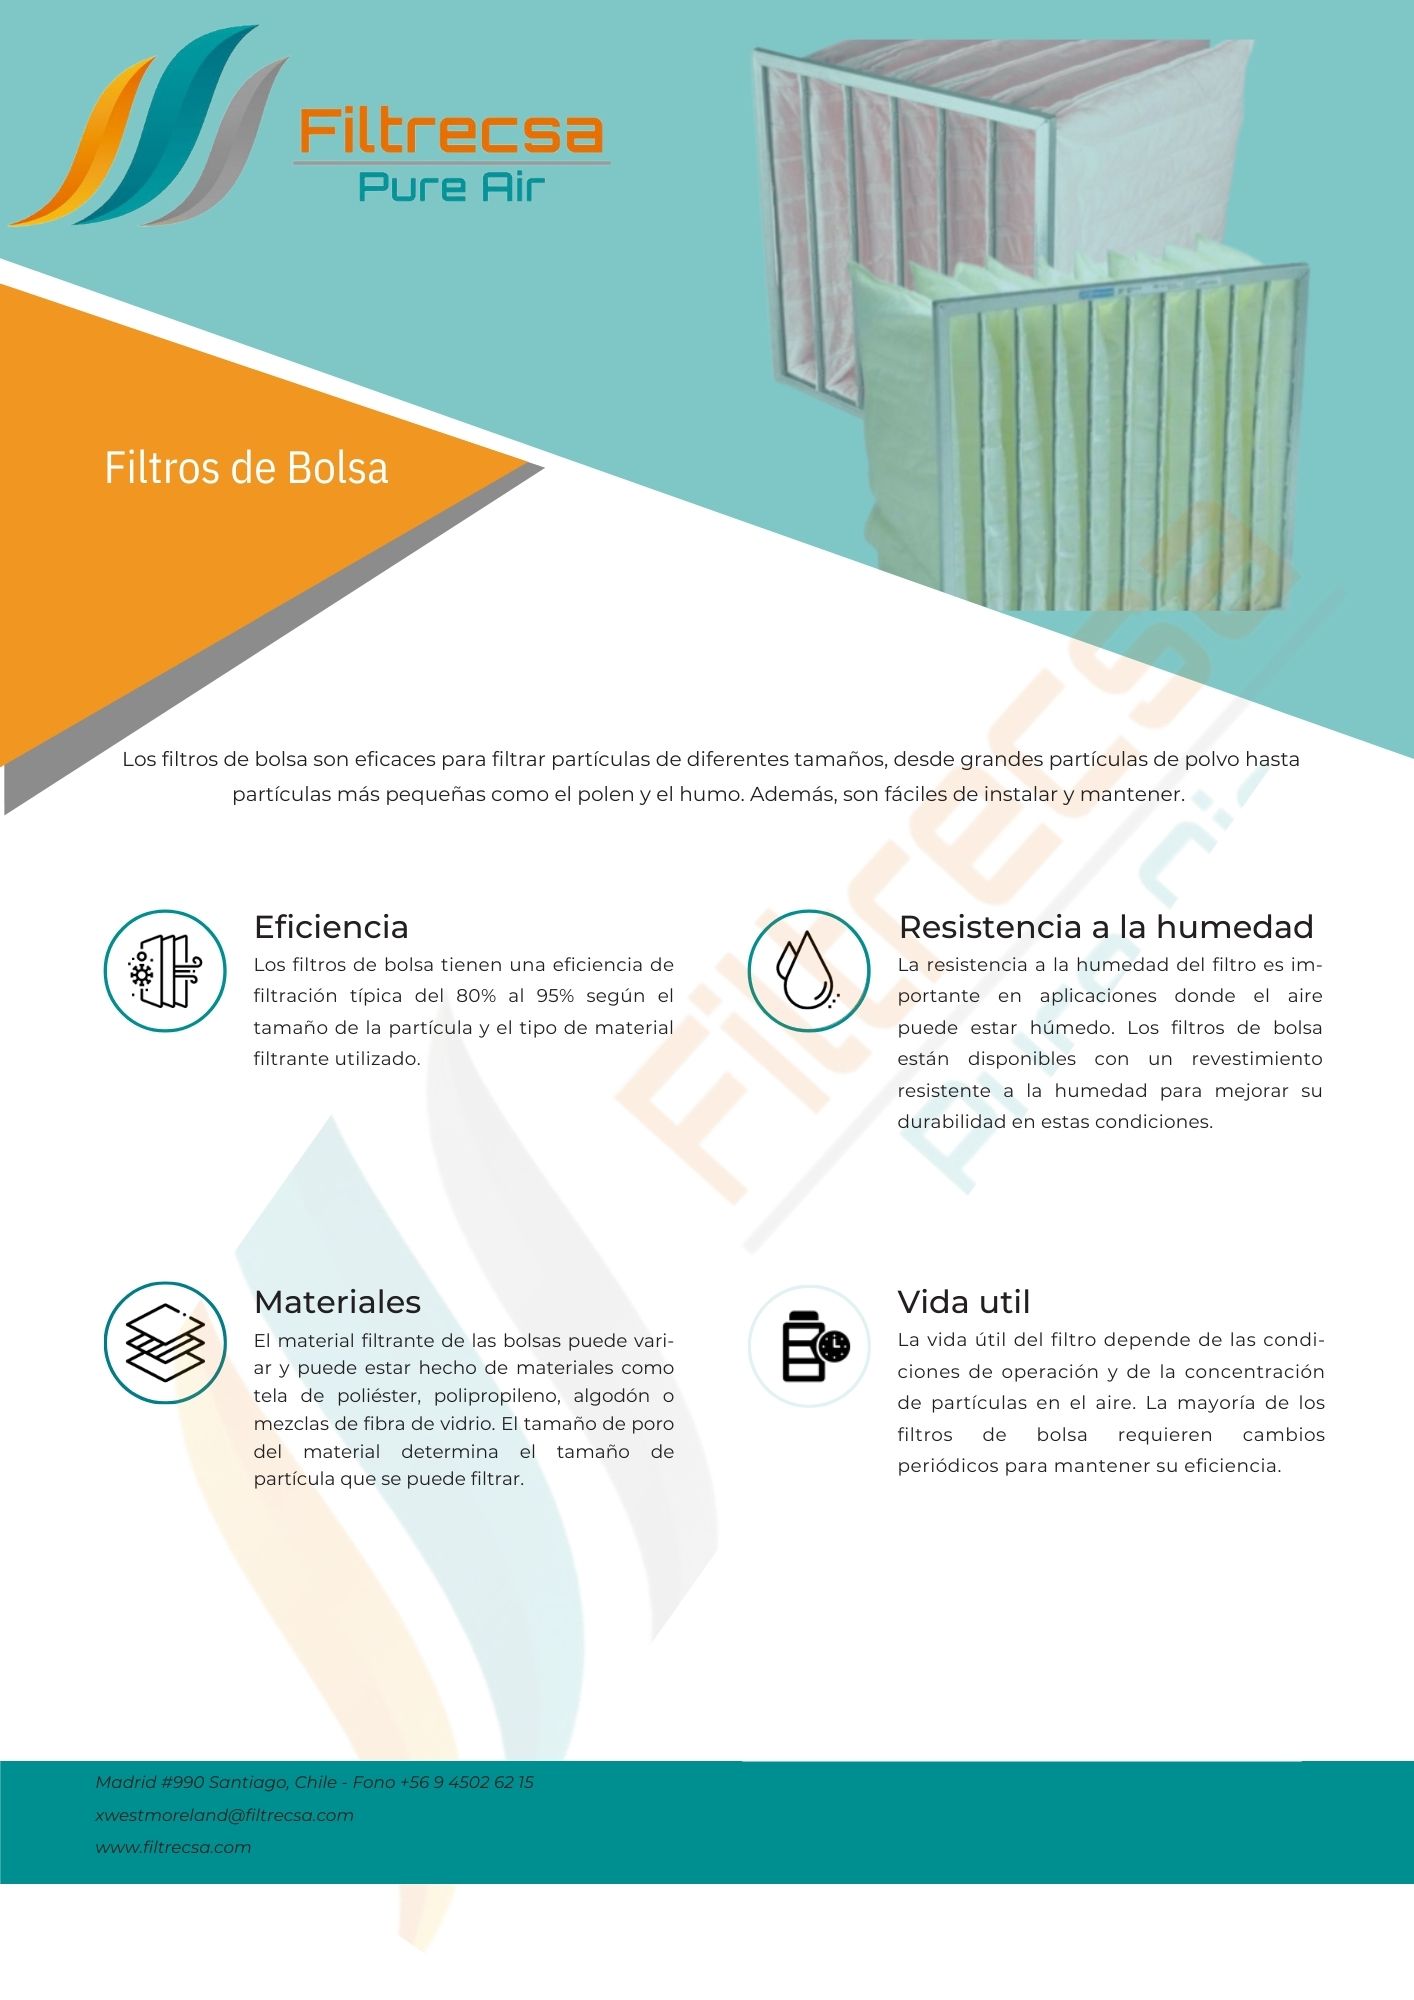 Filtrecsa
Pure Air
Filtros de Bolsa
Los filtros de bolsa son eficaces para filtrar partículas de diferentes tamaños, desde grandes partículas de polvo hasta
partículas más pequeñas como el polen y el humo. Además, son fáciles de instalar y mantener.
Eficiencia
Los filtros de bolsa tienen una eficiencia de
filtración típica del 80% al 95% según el
tamaño de la partícula y el tipo de material
filtrante utilizado.
Resistencia a la humedad
La resistencia a la humedad del filtro es im-
portante en aplicaciones donde el aire
puede estar húmedo. Los filtros de bolsa
están disponibles con un revestimiento
resistente a la humedad para mejorar su
durabilidad en estas condiciones.
Materiales
El material filtrante de las bolsas puede vari-
ar y puede estar hecho de materiales como
tela de poliéster, polipropileno, algodón o
mezclas de fibra de vidrio. El tamaño de poro
del material determina el tamaño de
partícula que se puede filtrar.
Vida util
La vida útil del filtro depende de las condi-
ciones de operación y de la concentración
de partículas en el aire. La mayoría de los
filtros de bolsa requieren cambios
periódicos para mantener su eficiencia.
Filtrecsa
Pure Air
Madrid #990 Santiago, Chile - Fono +56 9 4502 62 15
xwestmoreland@filtrecsa.com
www.filtrecsa.com